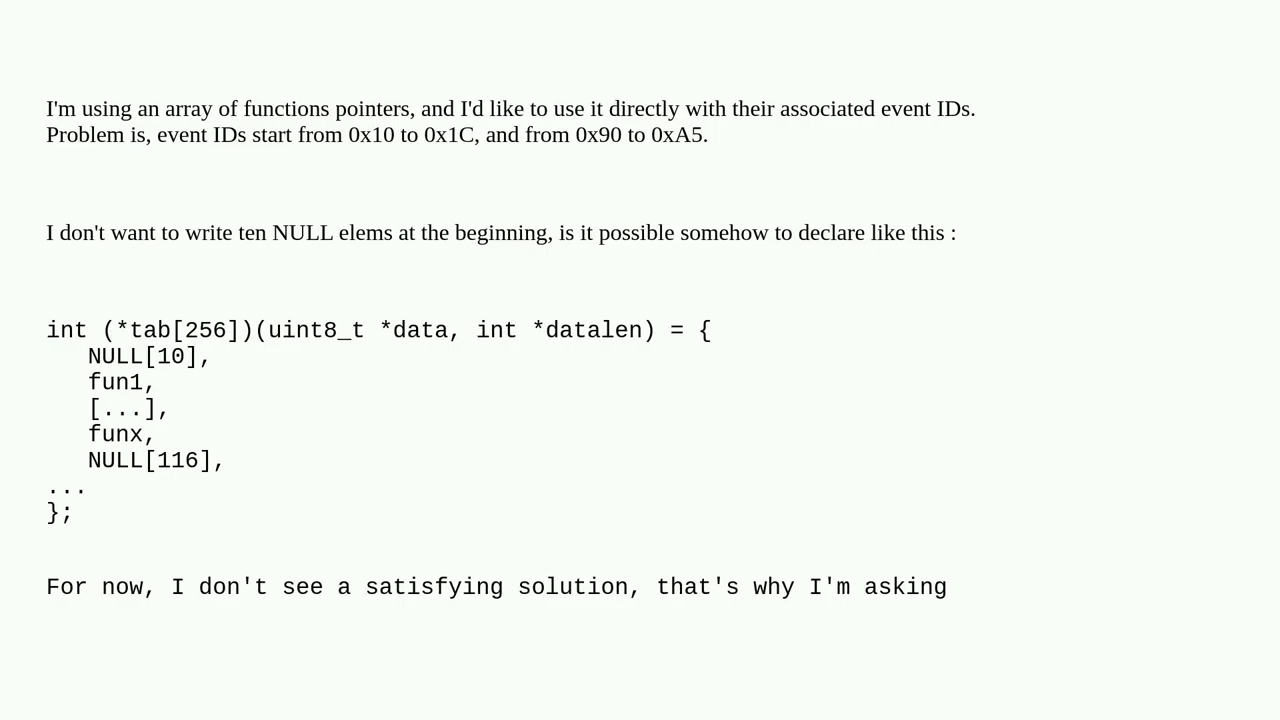 I'm using an array of functions pointers, and I'd like to use it directly with their associated event IDs.
Problem is, event IDs start from 0x10 to 0x1C, and from 0x90 to 0xA5.
I don't want to write ten NULL elems at the beginning, is it possible somehow to declare like this :
int (*tab[256])(uint8_t *data, int *datalen) = {
   NULL[10],
   fun1,
   [...],
   funx,
   NULL[116],
...
};
For now, I don't see a satisfying solution, that's why I'm asking